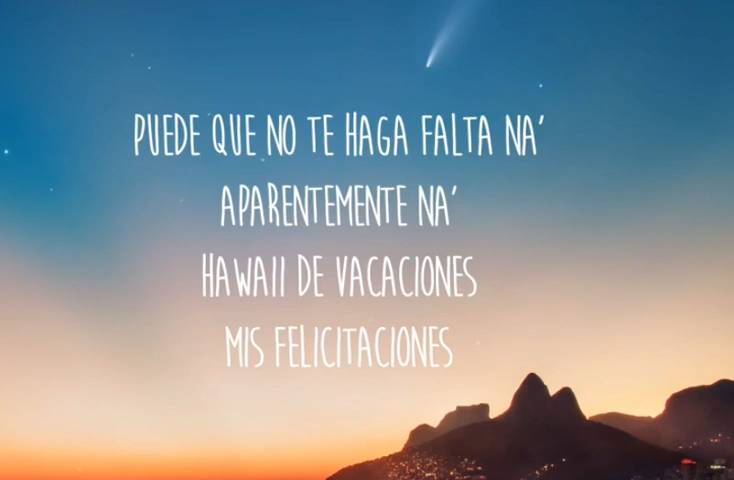 PUEDE QUE NO TE HAGA FALTA NA'
APARENTEMENTE NA'
HAWAII DE VACACIONES
MIS FELICITACIONES